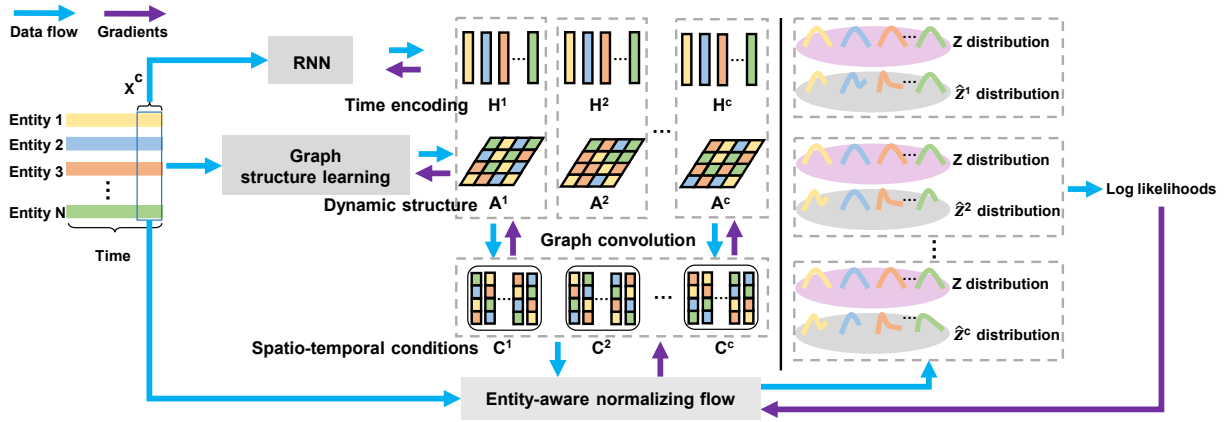 Data flow
Gradients
X^c
RNN
Time encoding
H^1
H^2
H^c
...
Entity 1
Entity 2
Entity 3
Entity N
Time
Graph
structure learning
Dynamic structure
A^1
A^2
A^c
Graph convolution
Spatio-temporal conditions
C^1
C^2
C^c
Entity-aware normalizing flow
Z distribution
Ẑ^1 distribution
Z distribution
Ẑ^2 distribution
Z distribution
Ẑ^c distribution
Log likelihoods